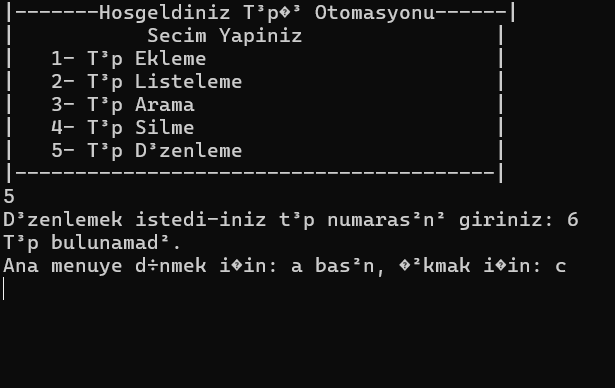 |-------Hosgeldiniz T³p�³ Otomasyonu------|
|           Secim Yapiniz                |
|   1- T³p Ekleme                        |
|   2- T³p Listeleme                     |
|   3- T³p Arama                         |
|   4- T³p Silme                         |
|   5- T³p D³zenleme                     |
|----------------------------------------|
5
D³zenlemek istedi-iniz t³p numaras²n² giriniz: 6
T³p bulunamad².
Ana menuye d÷nmek i�in: a bas²n, �²kmak i�in: c